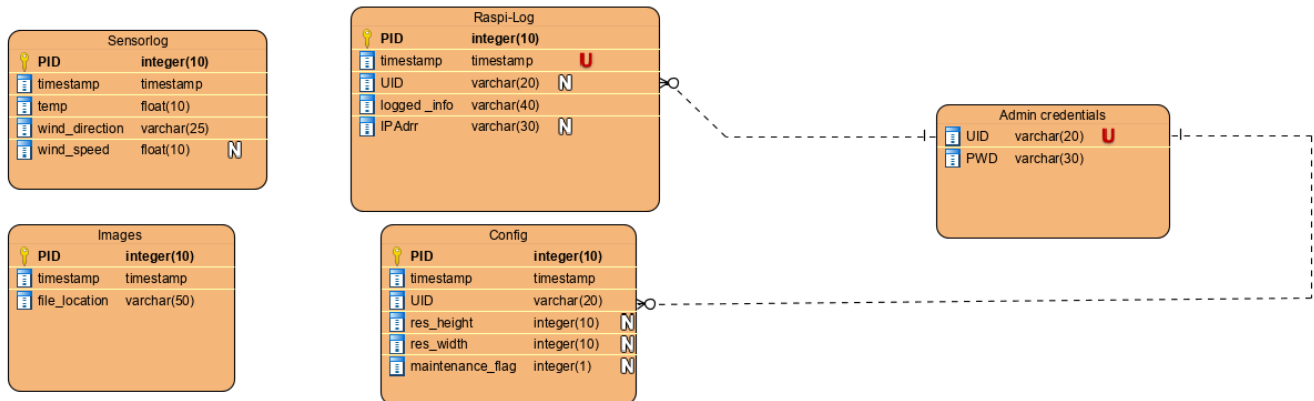 Sensorlog
PID integer(10)
timestamp timestamp
temp float(10)
wind_direction varchar(25)
wind_speed float(10) N
Raspi-Log
PID integer(10)
timestamp timestamp U
UID varchar(20) N
logged _info varchar(40)
IPAdrr varchar(30) N
Admin credentials
UID varchar(20) U
PWD varchar(30)
Images
PID integer(10)
timestamp timestamp
file_location varchar(50)
Config
PID integer(10)
timestamp timestamp
UID varchar(20)
res_height integer(10) N
res_width integer(10) N
maintenance_flag integer(1) N